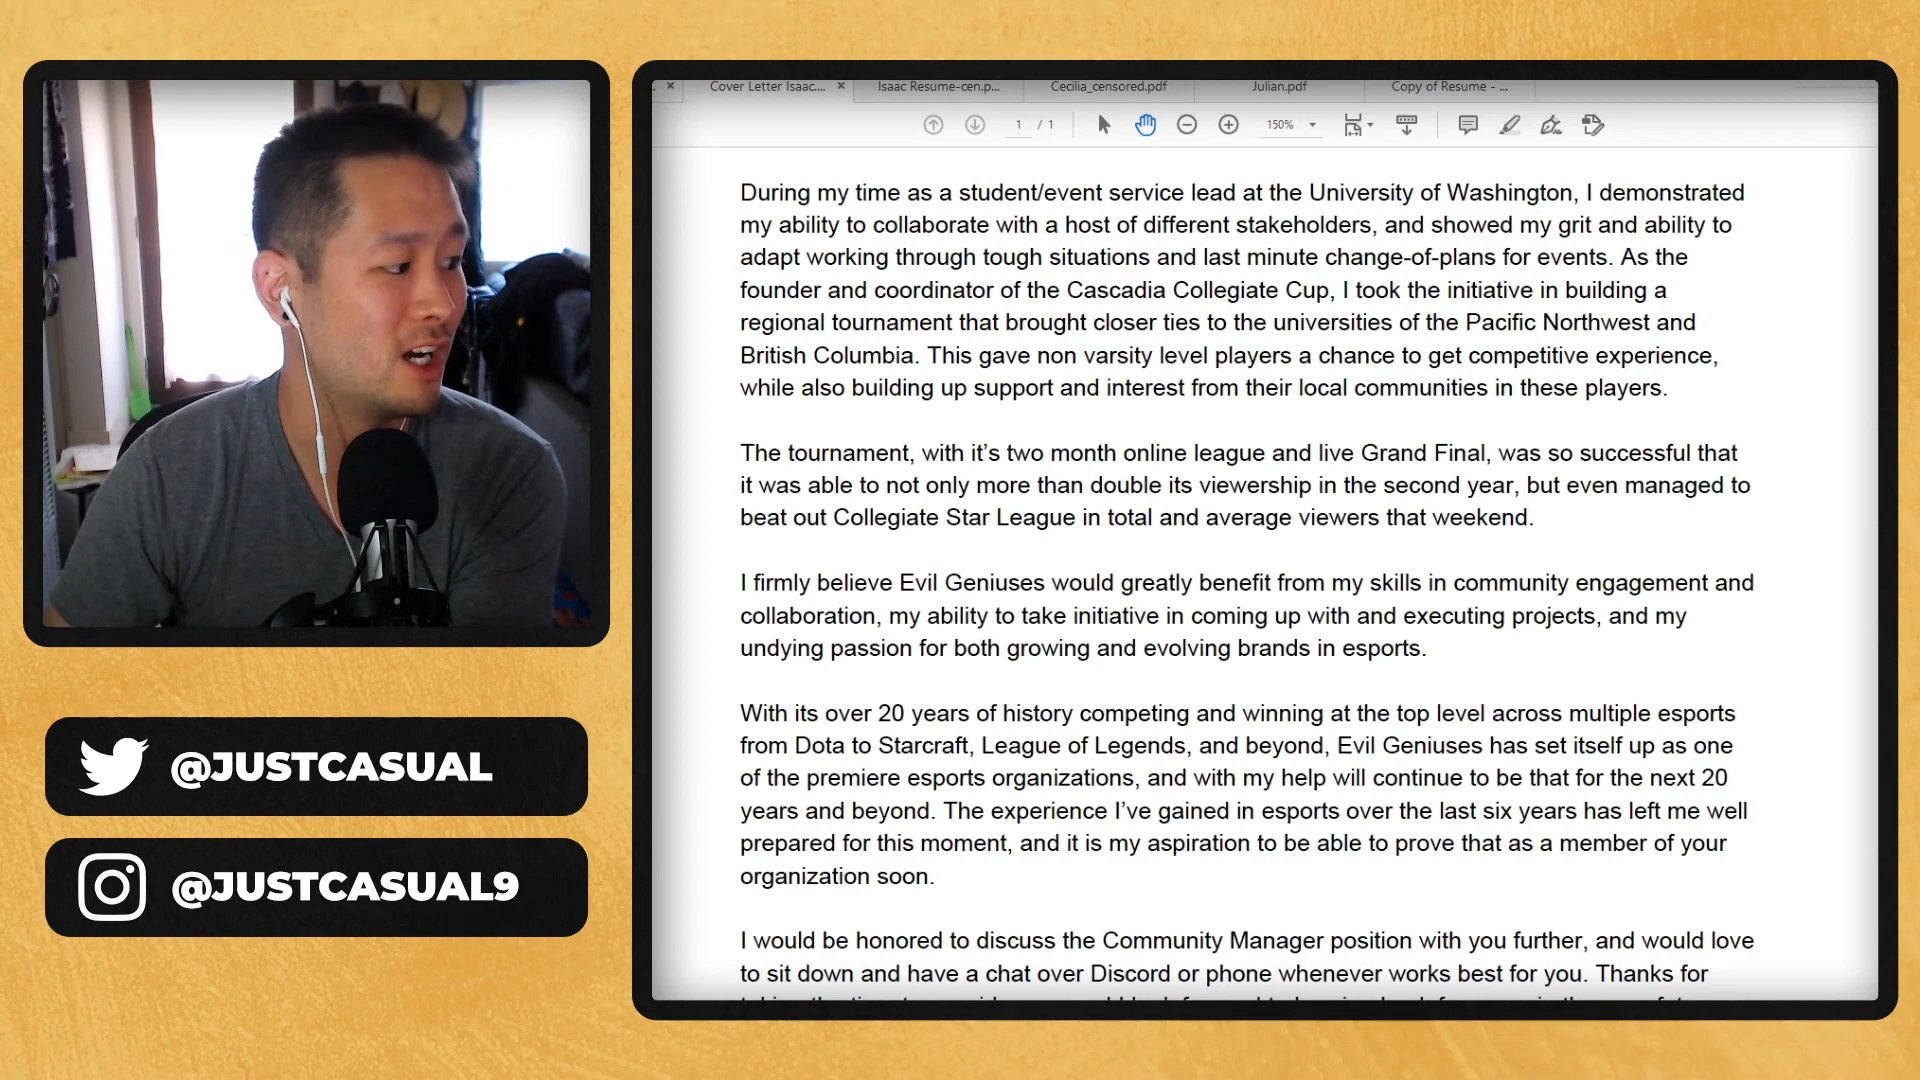 Cover Letter Isaac....
Isaac Resume-cen.p...
Cecilia_censored.pdf
Julian.pdf
Copy of Resume - ...
1 / 1
150%
During my time as a student/event service lead at the University of Washington, I demonstrated
my ability to collaborate with a host of different stakeholders, and showed my grit and ability to
adapt working through tough situations and last minute change-of-plans for events. As the
founder and coordinator of the Cascadia Collegiate Cup, I took the initiative in building a
regional tournament that brought closer ties to the universities of the Pacific Northwest and
British Columbia. This gave non varsity level players a chance to get competitive experience,
while also building up support and interest from their local communities in these players.
The tournament, with it’s two month online league and live Grand Final, was so successful that
it was able to not only more than double its viewership in the second year, but even managed to
beat out Collegiate Star League in total and average viewers that weekend.
I firmly believe Evil Geniuses would greatly benefit from my skills in community engagement and
collaboration, my ability to take initiative in coming up with and executing projects, and my
undying passion for both growing and evolving brands in esports.
With its over 20 years of history competing and winning at the top level across multiple esports
from Dota to Starcraft, League of Legends, and beyond, Evil Geniuses has set itself up as one
of the premiere esports organizations, and with my help will continue to be that for the next 20
years and beyond. The experience I’ve gained in esports over the last six years has left me well
prepared for this moment, and it is my aspiration to be able to prove that as a member of your
organization soon.
I would be honored to discuss the Community Manager position with you further, and would love
to sit down and have a chat over Discord or phone whenever works best for you. Thanks for
@JUSTCASUAL
@JUSTCASUAL9